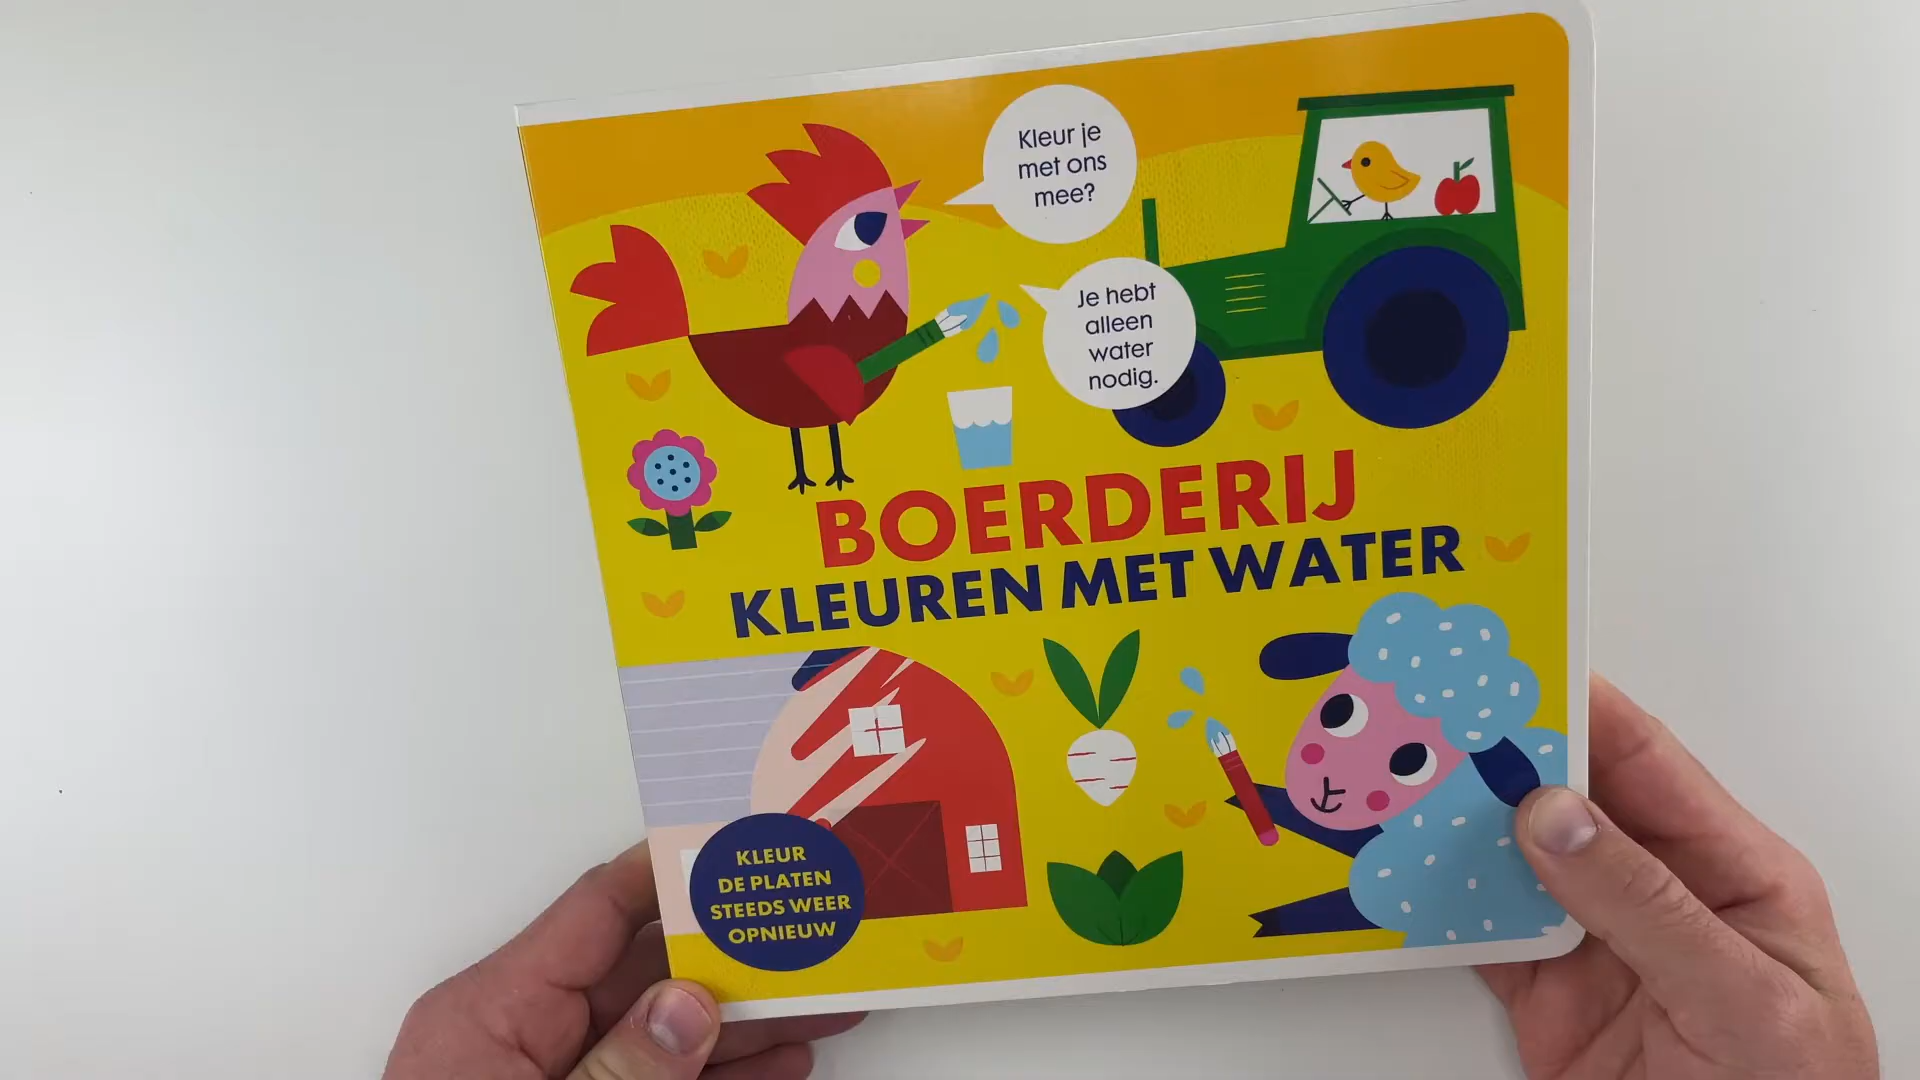 Kleur je
met ons
mee?
Je hebt
alleen
water
nodig.
BOERDERIJ
KLEUREN MET WATER
KLEUR
DE PLATEN
STEEDS WEER
OPNIEUW